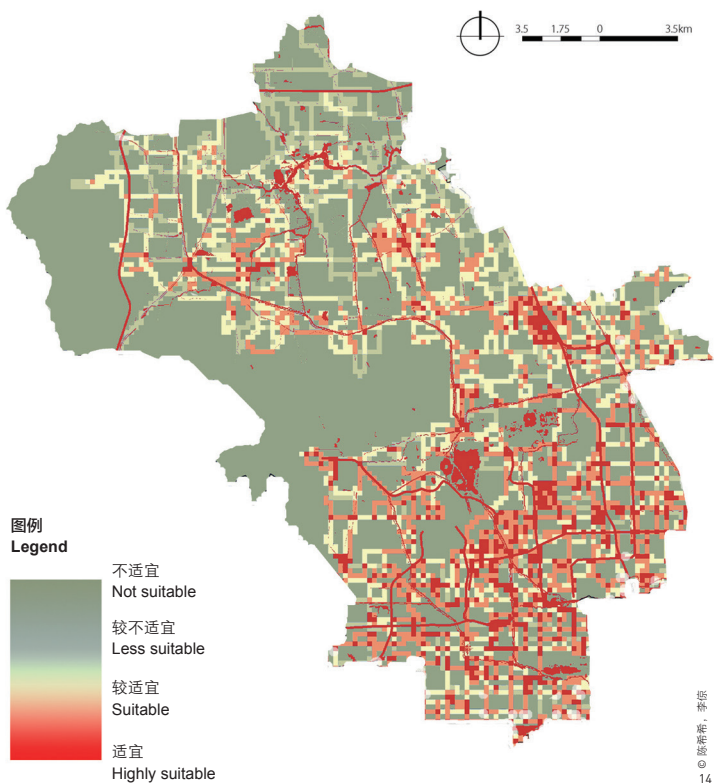 3.5 1.75 0 3.5km
图例
Legend
不适宜
Not suitable
较不适宜
Less suitable
较适宜
Suitable
适宜
Highly suitable
© 陈希希，李倞
14